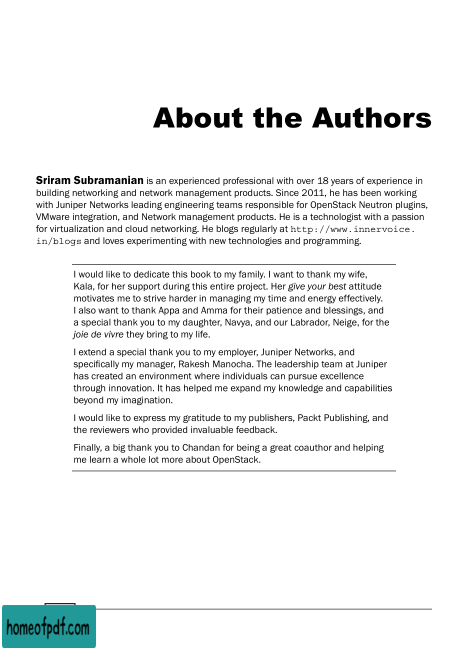 About the Authors
Sriram Subramanian is an experienced professional with over 18 years of experience in
building networking and network management products. Since 2011, he has been working
with Juniper Networks leading engineering teams responsible for OpenStack Neutron plugins,
VMware integration, and Network management products. He is a technologist with a passion
for virtualization and cloud networking. He blogs regularly at http://www.innervoice.
in/blogs and loves experimenting with new technologies and programming.
I would like to dedicate this book to my family. I want to thank my wife,
Kala, for her support during this entire project. Her give your best attitude
motivates me to strive harder in managing my time and energy effectively.
I also want to thank Appa and Amma for their patience and blessings, and
a special thank you to my daughter, Navya, and our Labrador, Neige, for the
joie de vivre they bring to my life.
I extend a special thank you to my employer, Juniper Networks, and
specifically my manager, Rakesh Manocha. The leadership team at Juniper
has created an environment where individuals can pursue excellence
through innovation. It has helped me expand my knowledge and capabilities
beyond my imagination.
I would like to express my gratitude to my publishers, Packt Publishing, and
the reviewers who provided invaluable feedback.
Finally, a big thank you to Chandan for being a great coauthor and helping
me learn a whole lot more about OpenStack.
homeofpdf.com